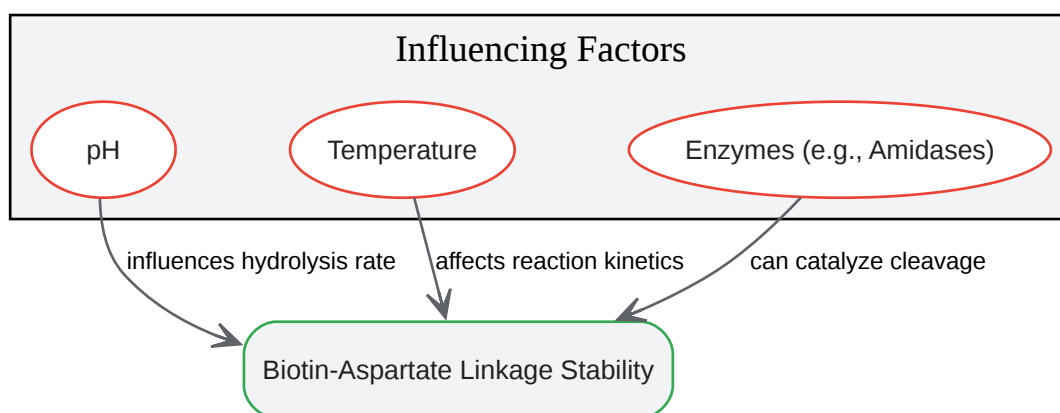 Influencing Factors
pH
Temperature
Enzymes (e.g., Amidases)
influences hydrolysis rate
affects reaction kinetics
can catalyze cleavage
Biotin-Aspartate Linkage Stability